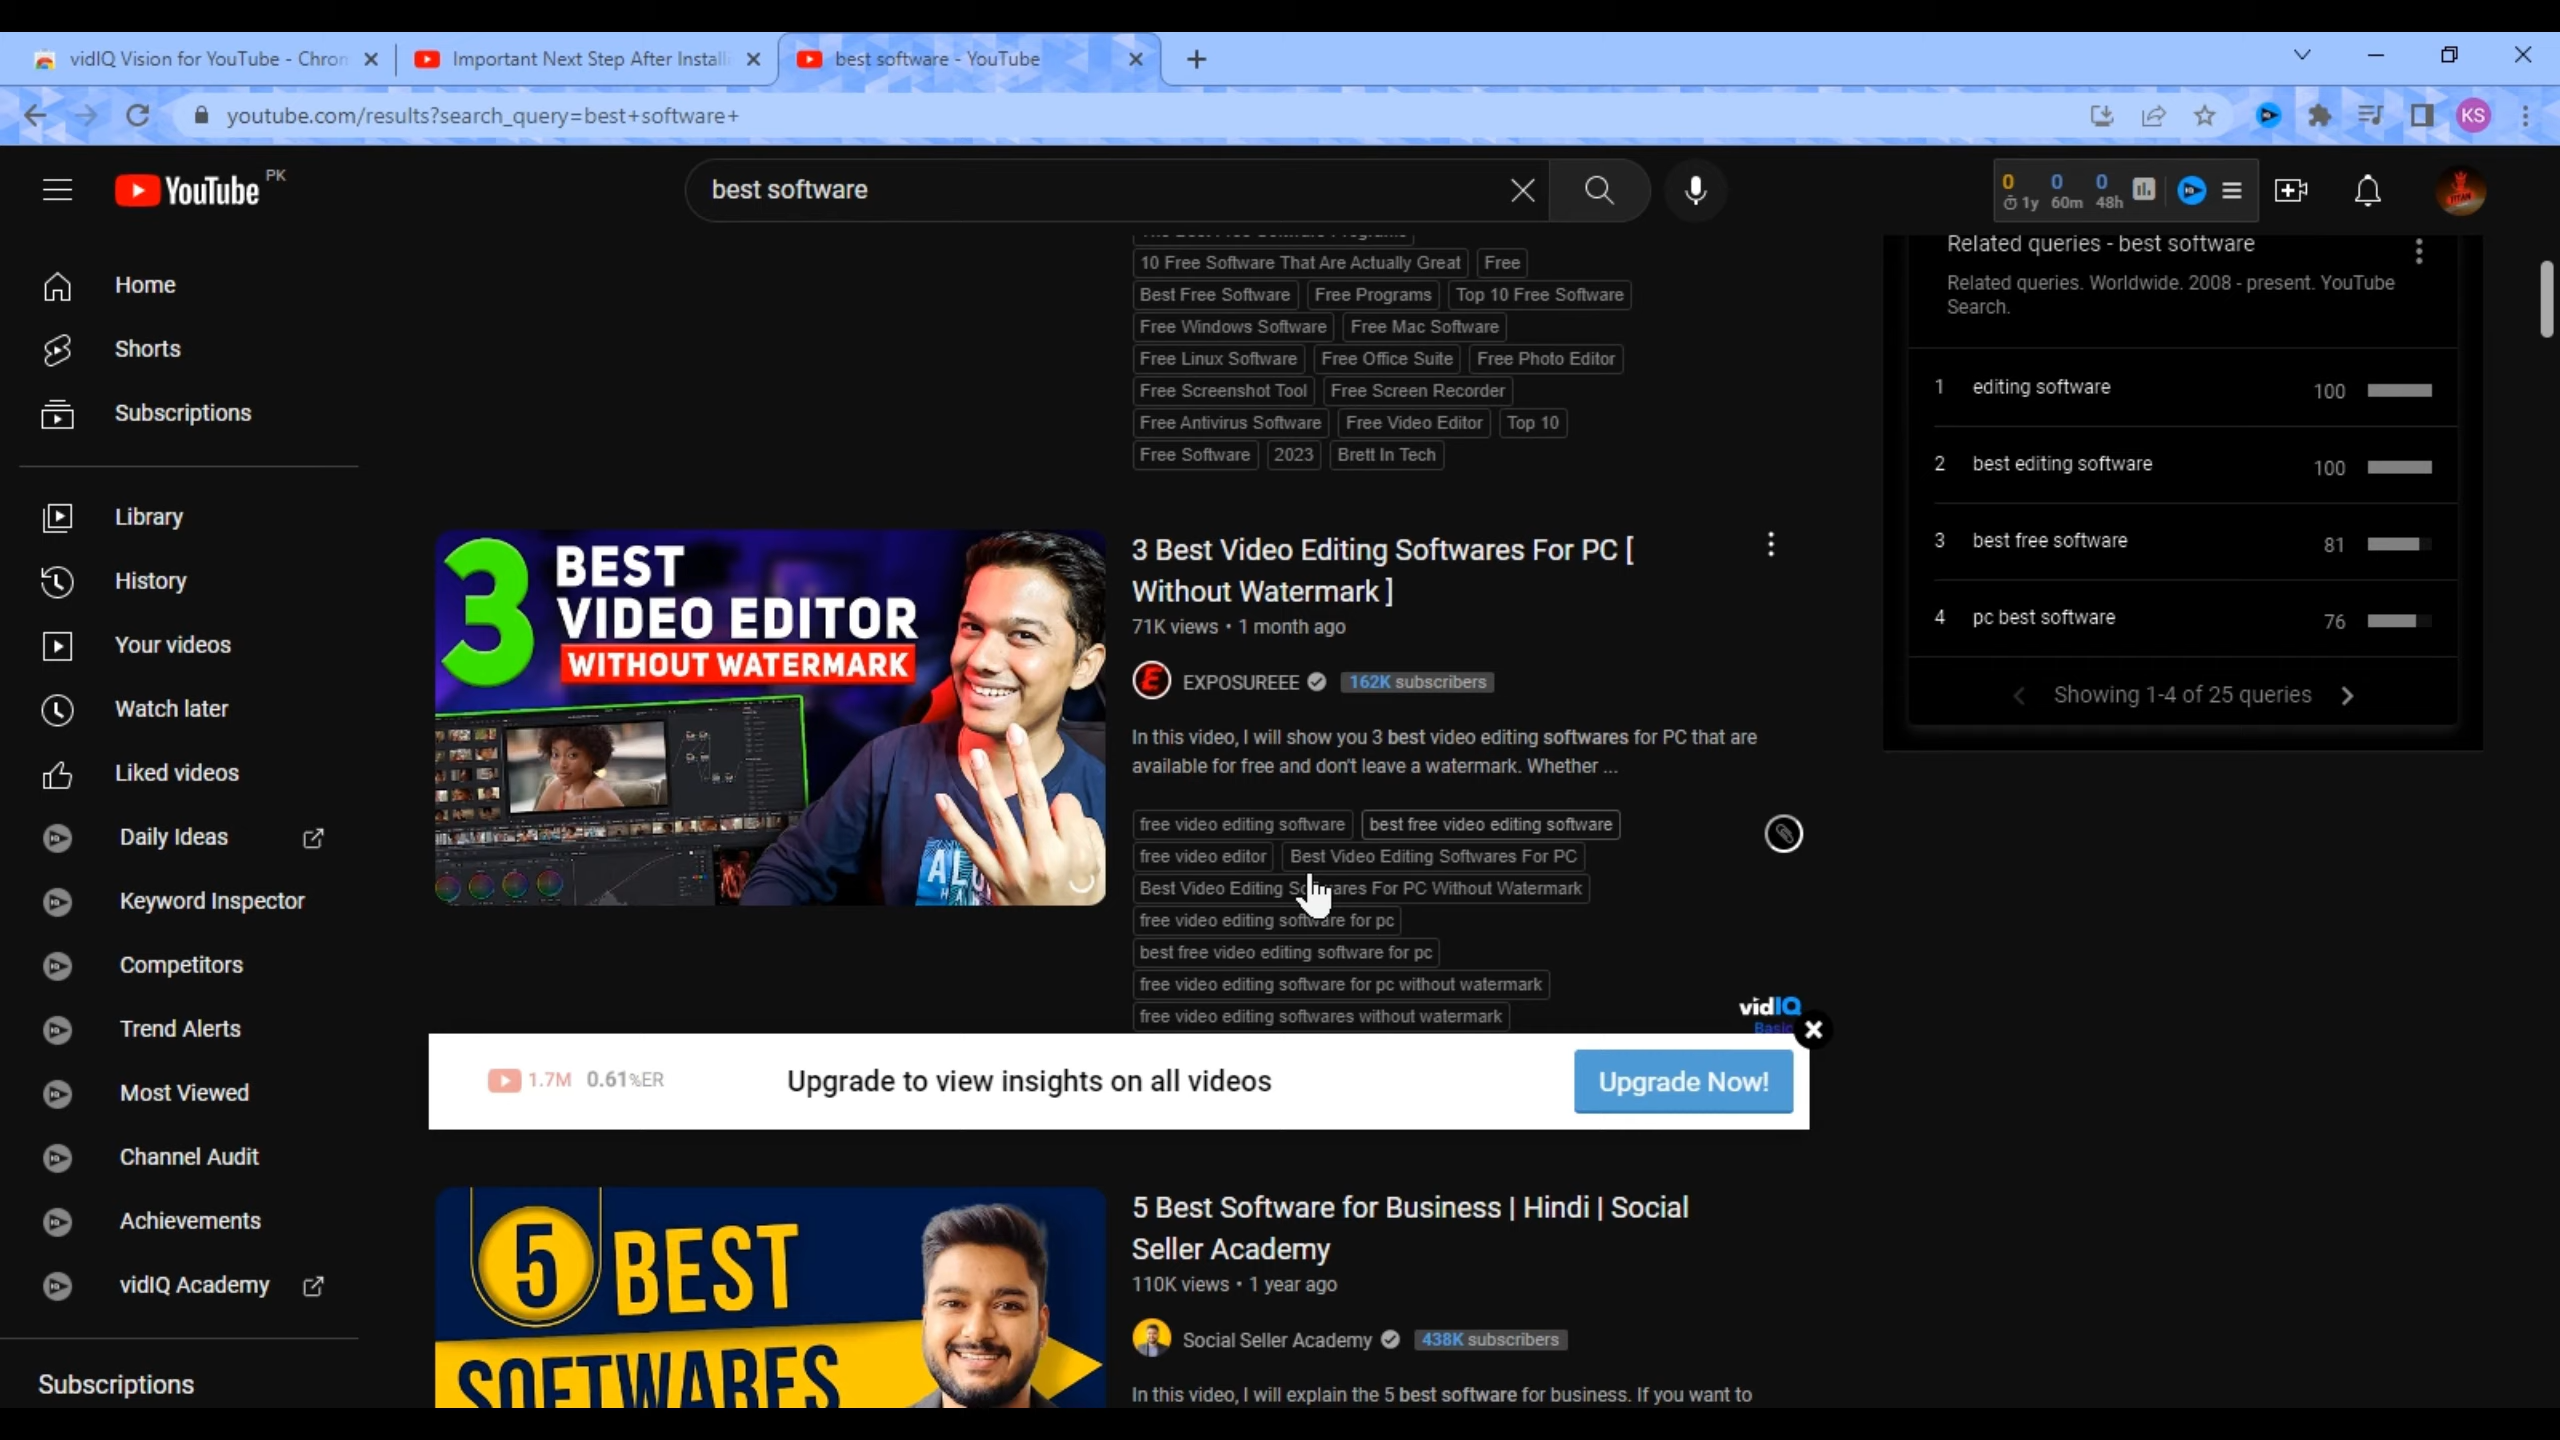 vidIQ Vision for YouTube - Chron
Important Next Step After Install
best software - YouTube
youtube.com/results?search_query=best+software+
KS
YouTube PK
best software
0 0 0
1y 60m 48h
Home
Shorts
Subscriptions
Library
History
Your videos
Watch later
Liked videos
Daily Ideas
Keyword Inspector
Competitors
Trend Alerts
Most Viewed
Channel Audit
Achievements
vidIQ Academy
Subscriptions
The Best Free Software Programs
10 Free Software That Are Actually Great Free
Best Free Software Free Programs Top 10 Free Software
Free Windows Software Free Mac Software
Free Linux Software Free Office Suite Free Photo Editor
Free Screenshot Tool Free Screen Recorder
Free Antivirus Software Free Video Editor Top 10
Free Software 2023 Brett In Tech
3 BEST
VIDEO EDITOR
WITHOUT WATERMARK
3 Best Video Editing Softwares For PC [
Without Watermark ]
71K views • 1 month ago
E EXPOSUREEE 162K subscribers
In this video, I will show you 3 best video editing softwares for PC that are
available for free and don't leave a watermark. Whether ...
free video editing software best free video editing software
free video editor Best Video Editing Softwares For PC
Best Video Editing Softwares For PC Without Watermark
free video editing software for pc
best free video editing software for pc
free video editing software for pc without watermark
free video editing softwares without watermark
vidIQ
Basic
1.7M 0.61%ER
Upgrade to view insights on all videos
Upgrade Now!
5 BEST
SOFTWARES
5 Best Software for Business | Hindi | Social
Seller Academy
110K views • 1 year ago
Social Seller Academy 438K subscribers
In this video, I will explain the 5 best software for business. If you want to
Related queries - best software
Related queries. Worldwide. 2008 - present. YouTube
Search.
1 editing software 100
2 best editing software 100
3 best free software 81
4 pc best software 76
Showing 1-4 of 25 queries